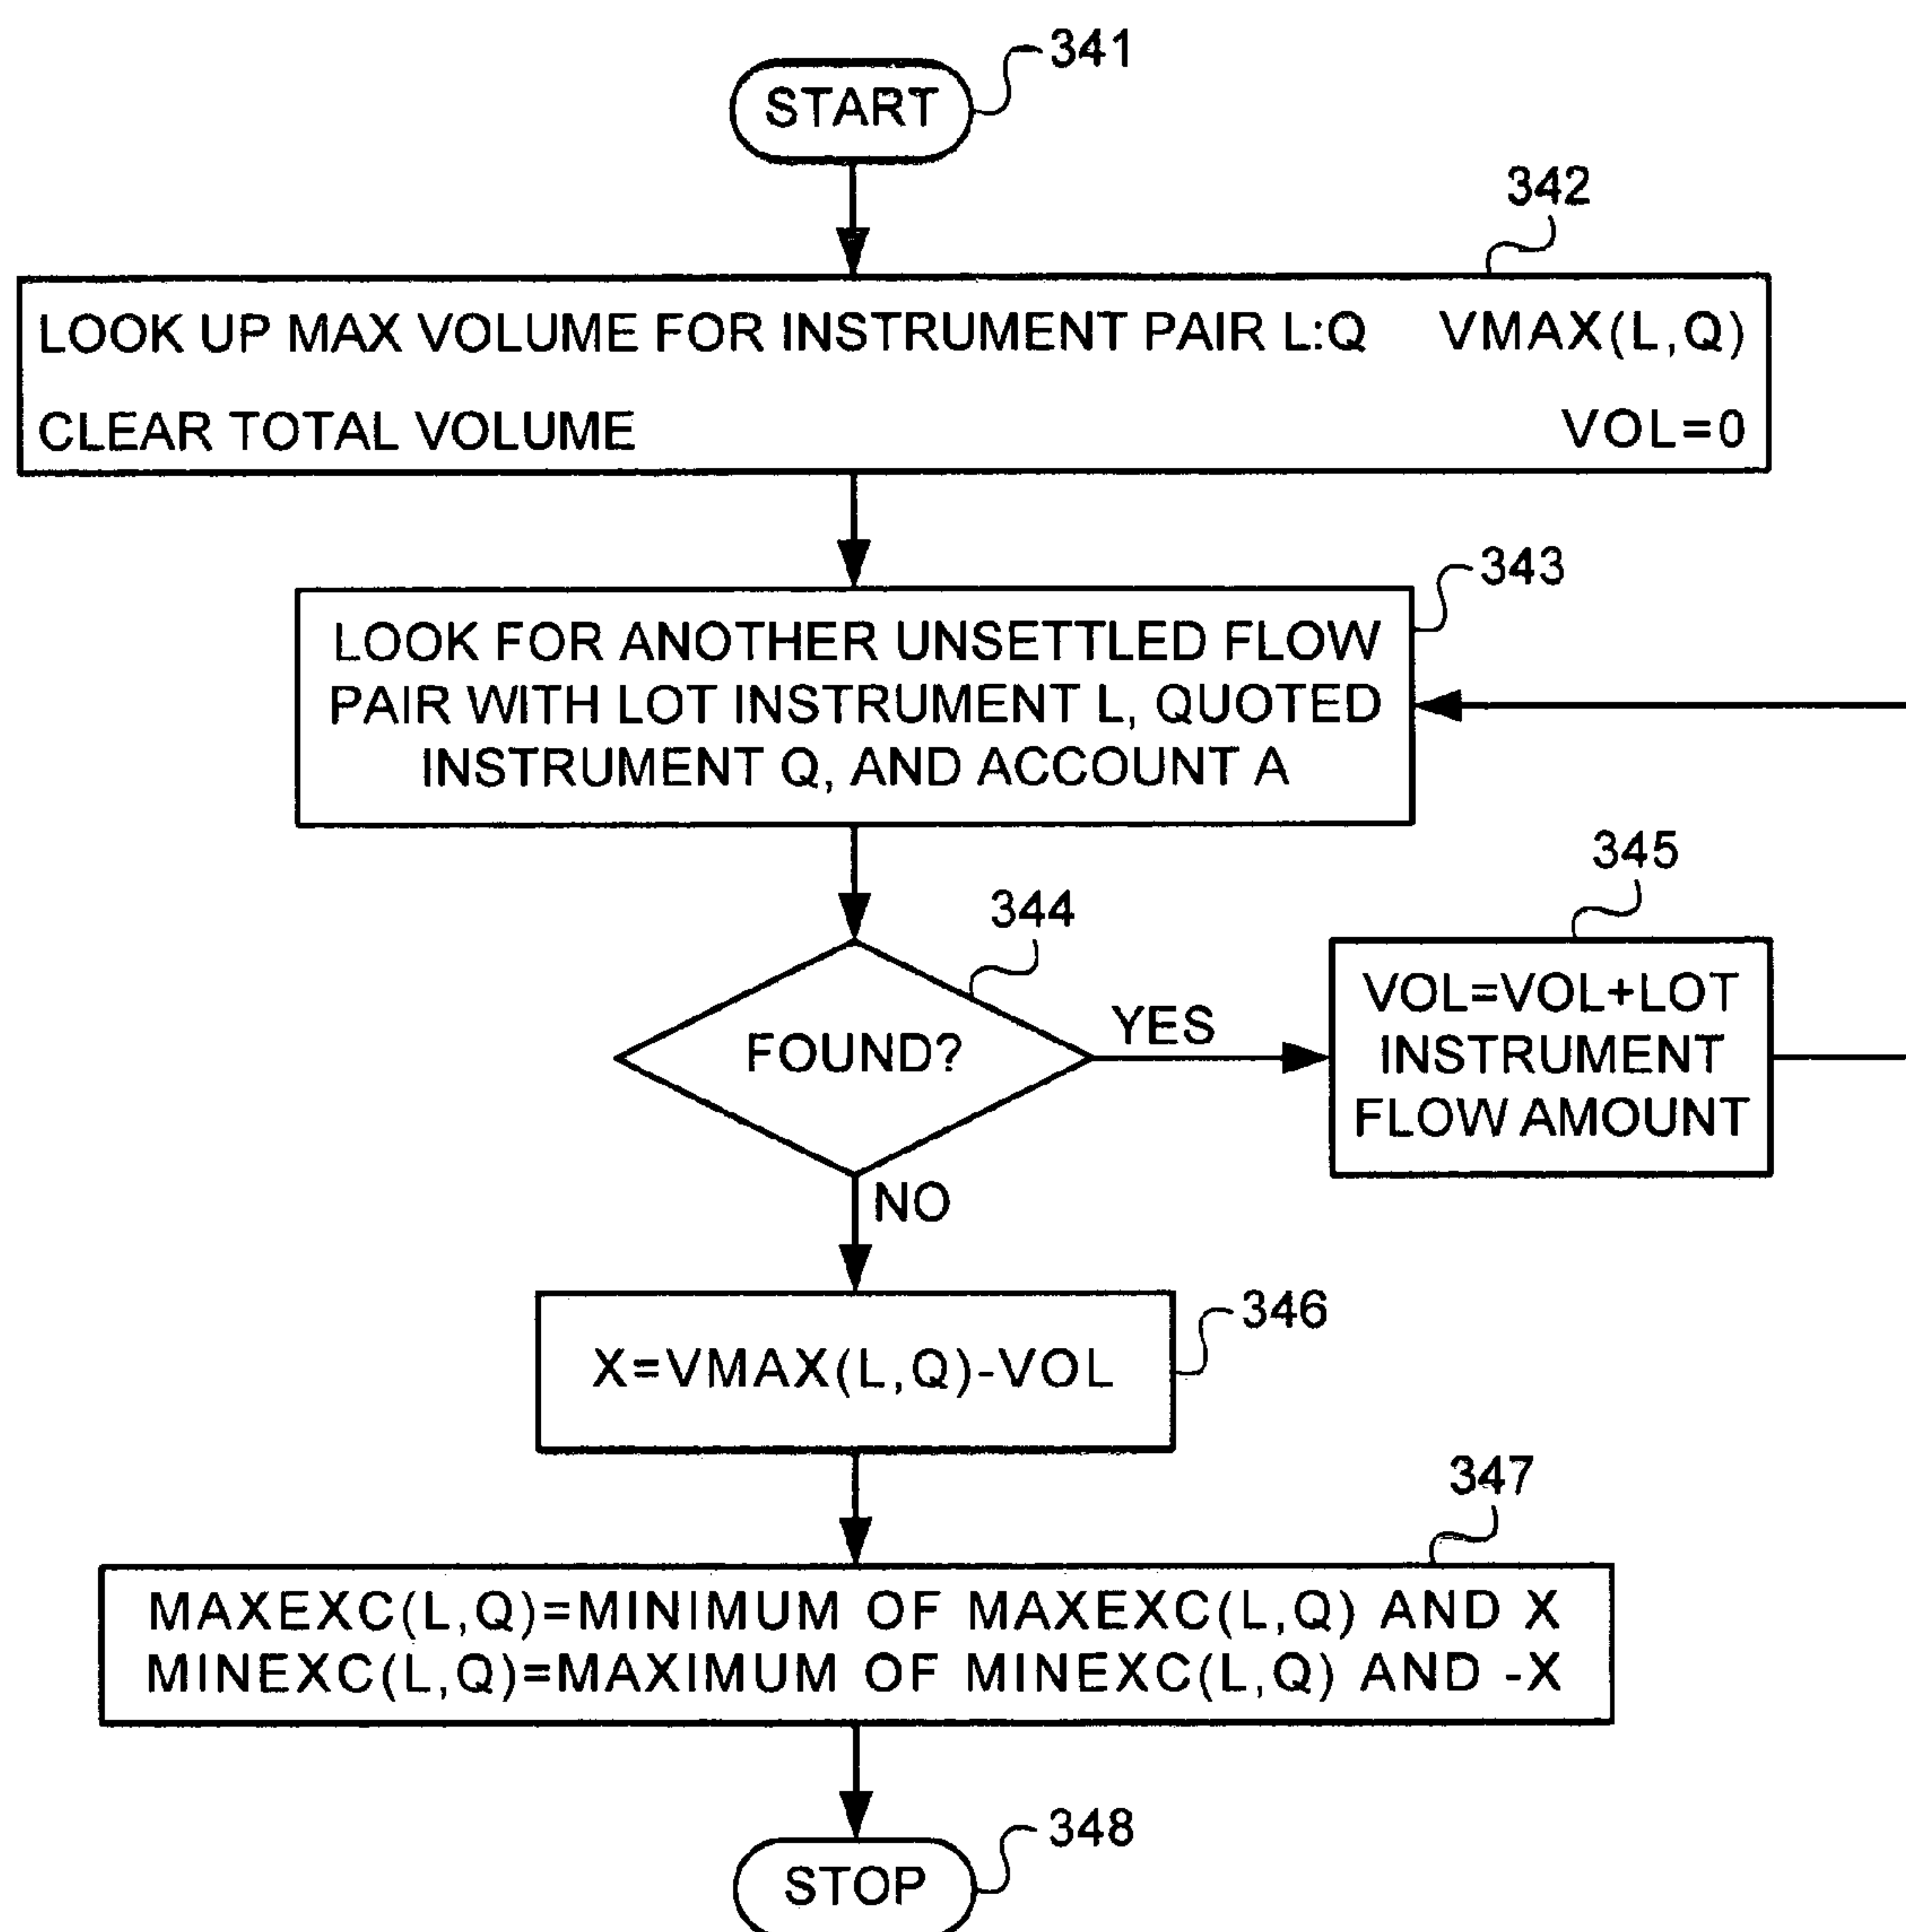 341
START
342
LOOK UP MAX VOLUME FOR INSTRUMENT PAIR L:Q VMAX(L,Q)
CLEAR TOTAL VOLUME VOL=0
343
LOOK FOR ANOTHER UNSETTLED FLOW
PAIR WITH LOT INSTRUMENT L, QUOTED
INSTRUMENT Q, AND ACCOUNT A
344
FOUND?
YES
345
VOL=VOL+LOT
INSTRUMENT
FLOW AMOUNT
NO
346
X=VMAX(L,Q)-VOL
347
MAXEXC(L,Q)=MINIMUM OF MAXEXC(L,Q) AND X
MINEXC(L,Q)=MAXIMUM OF MINEXC(L,Q) AND -X
348
STOP